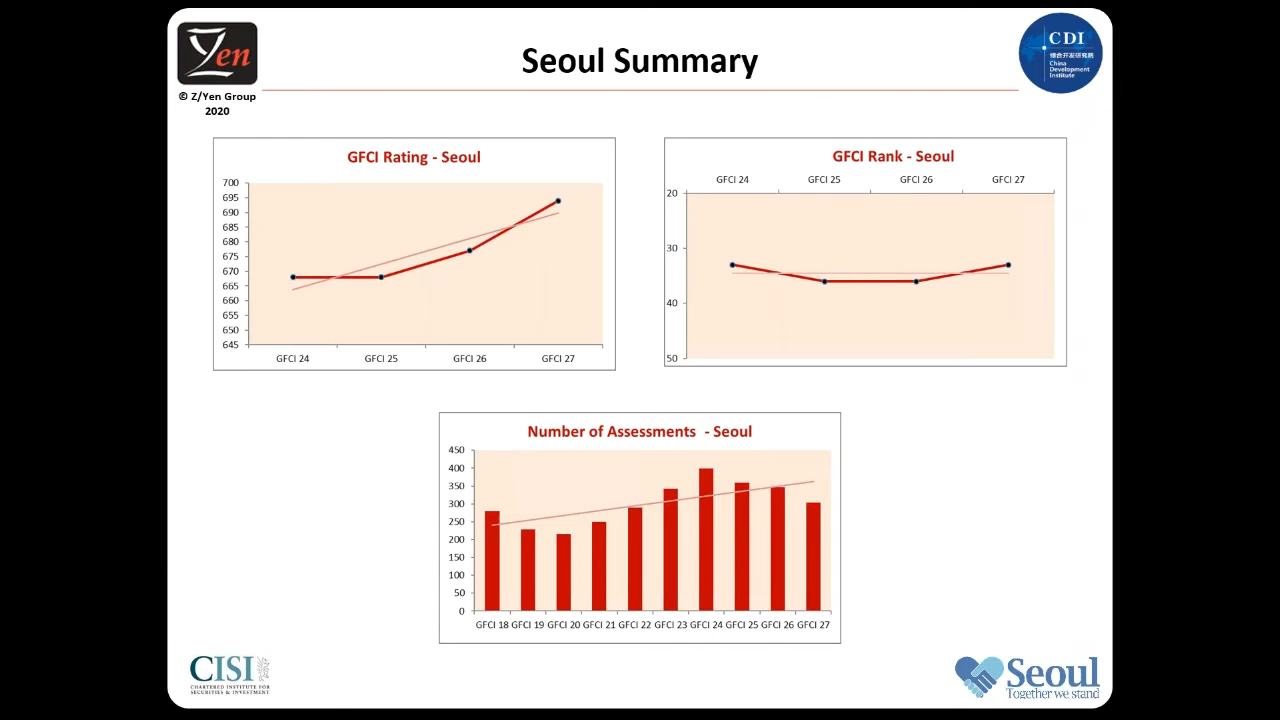 Yen
Seoul Summary
CDI
综合开发研究院
China
Development
Institute
© Z/Yen Group
2020
GFCI Rating - Seoul
700
695
690
685
680
675
670
665
660
655
650
645
GFCI 24 GFCI 25 GFCI 26 GFCI 27
GFCI Rank - Seoul
GFCI 24 GFCI 25 GFCI 26 GFCI 27
20
30
40
50
Number of Assessments - Seoul
450
400
350
300
250
200
150
100
50
0
GFCI 18 GFCI 19 GFCI 20 GFCI 21 GFCI 22 GFCI 23 GFCI 24 GFCI 25 GFCI 26 GFCI 27
CISI
CHARTERED INSTITUTE FOR
SECURITIES & INVESTMENT
Seoul
Together we stand